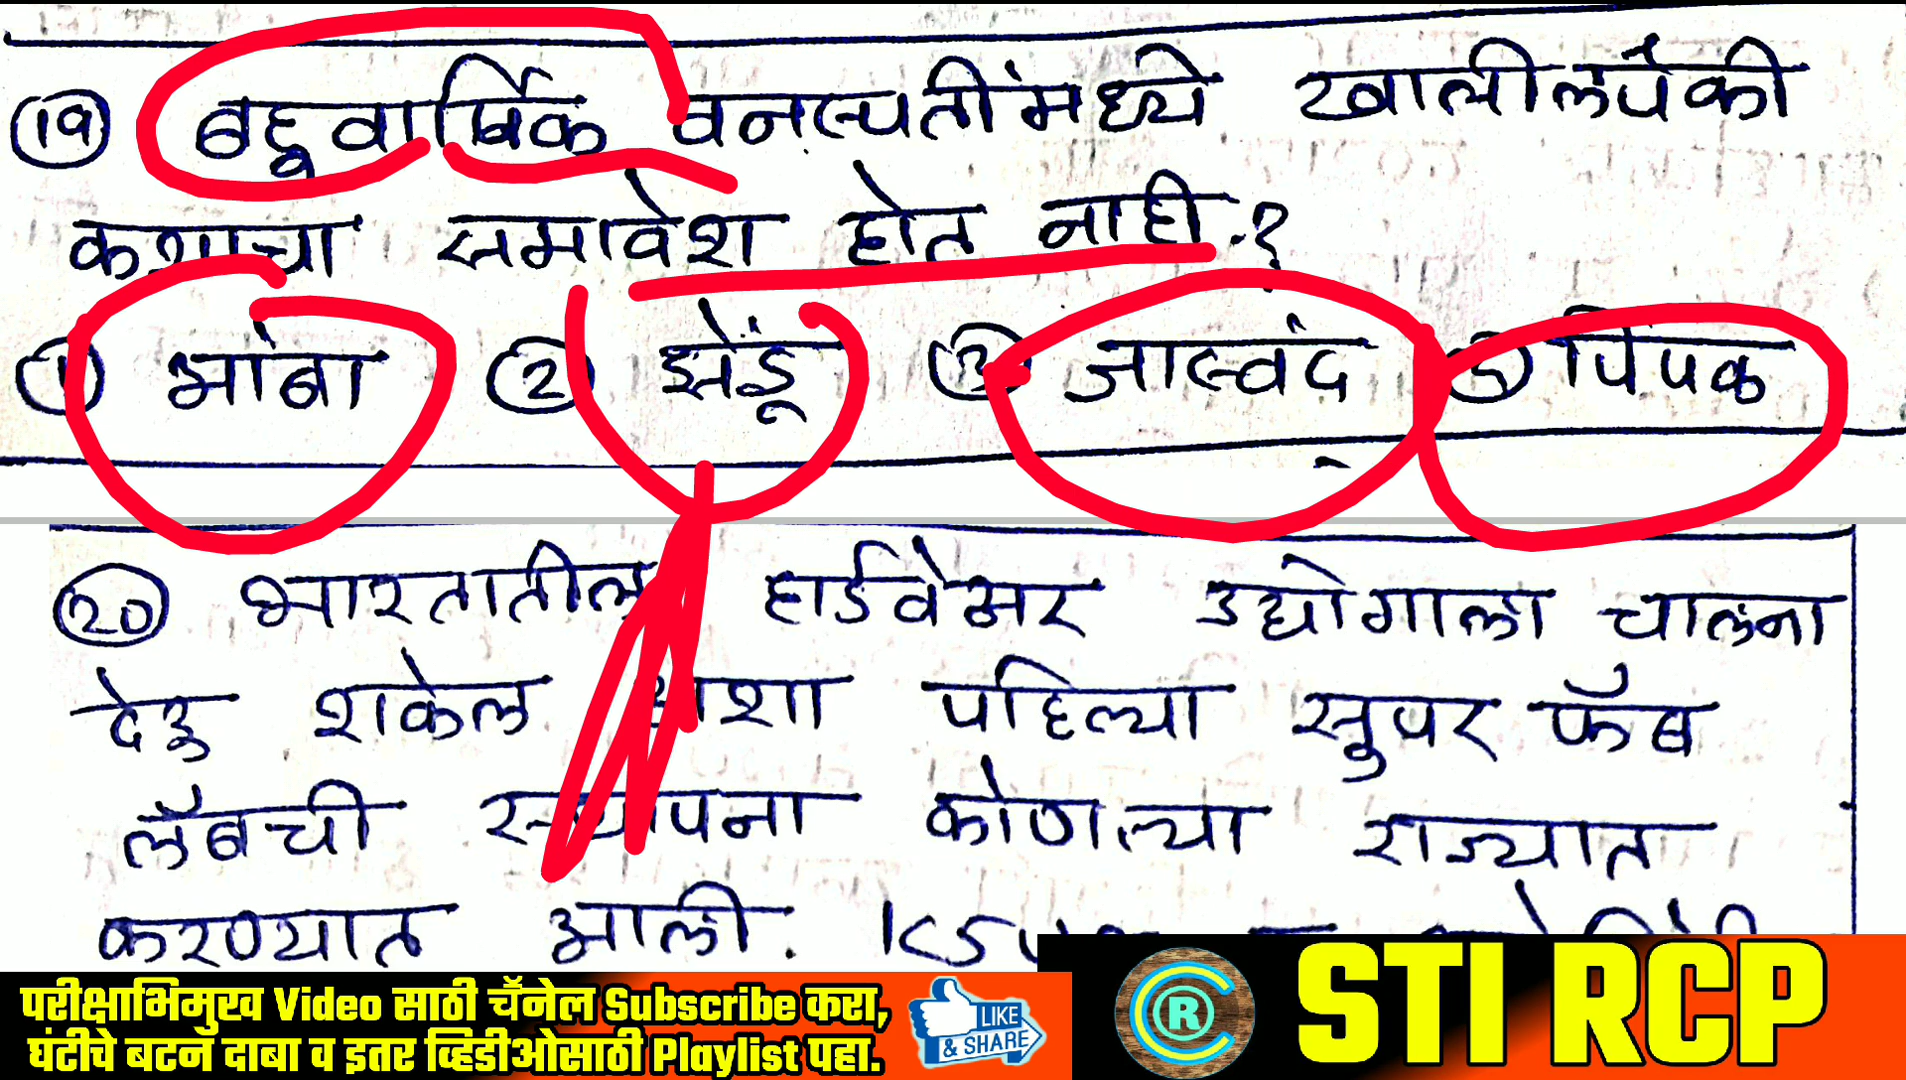 (19) बहुवार्षिक वनस्पतींमध्ये खालीलपैकी
कशाचा समावेश होत नाही.?
(1) आंबा (2) झेंडू (3) जास्वंद (4) पिंपळ
(20) भारतातील हार्डवेअर उद्योगाला चालना
देऊ शकेल अशा पहिल्या सुपर फॅब
लॅबची स्थापना कोणत्या राज्यात
करण्यात आली.
परीक्षाभिमुख Video साठी चॅनेल Subscribe करा,
घंटीचे बटन दाबा व इतर व्हिडीओसाठी Playlist पहा.
LIKE
& SHARE
R
STI RCP